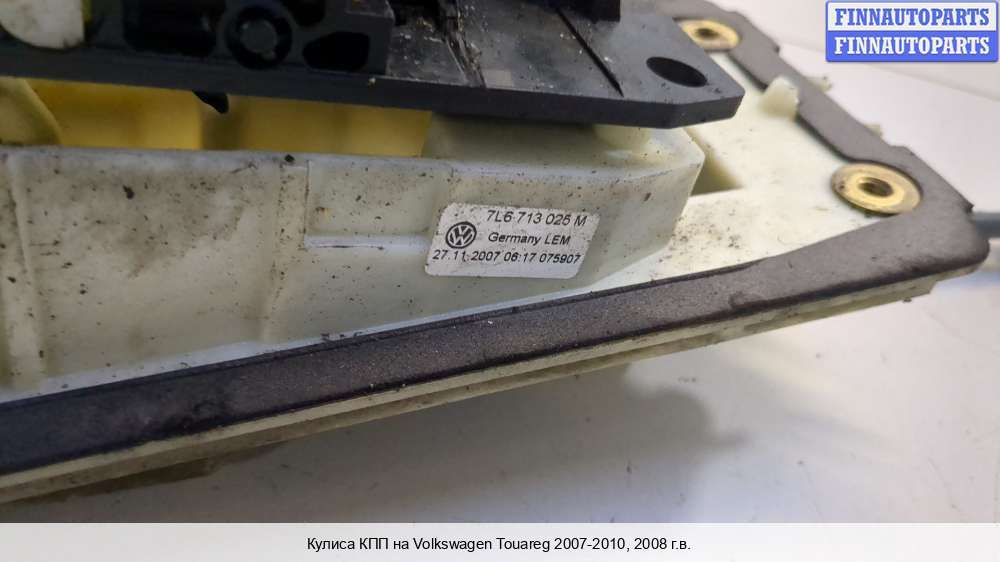 FINNAUTOPARTS
FINNAUTOPARTS
7L6 713 025 M
Germany LEM
27.11.2007 06:17 075907
Кулиса КПП на Volkswagen Touareg 2007-2010, 2008 г.в.